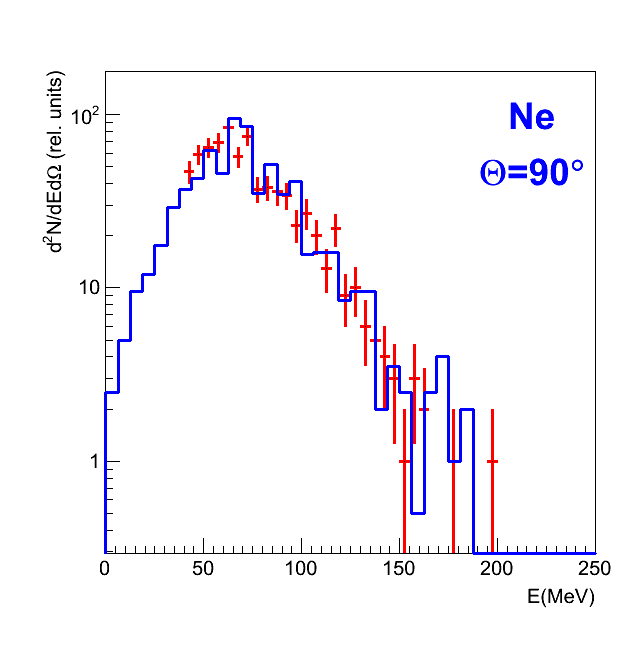 d²N/dEdΩ (rel. units)
10²
10
1
Ne
Θ=90°
0 50 100 150 200 250
E(MeV)